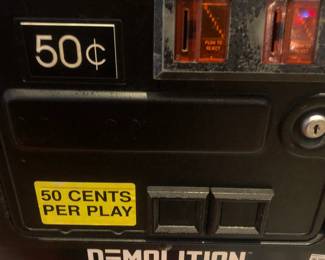 50¢
PUSH TO
REJECT
50 CENTS
PER PLAY
DEMOLITION